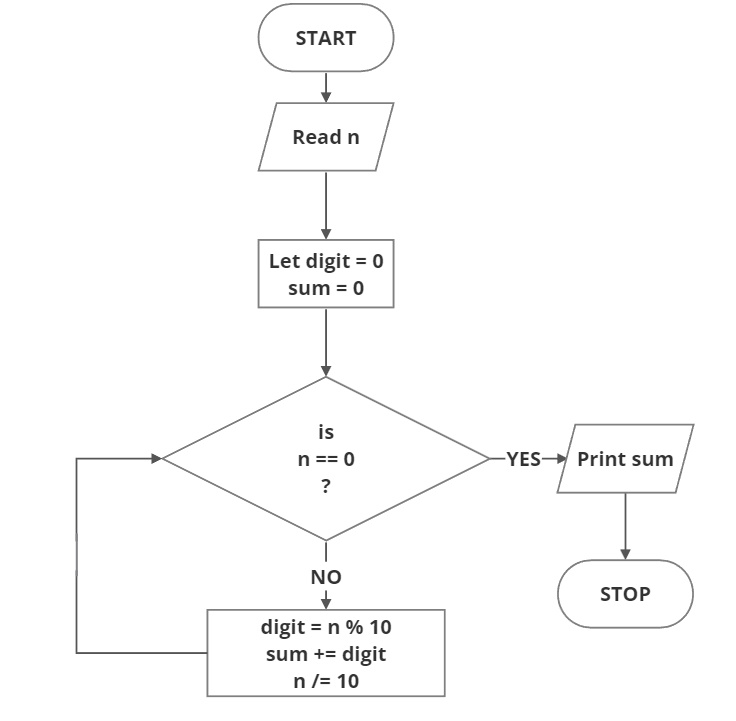 START
Read n
Let digit = 0
sum = 0
is
n == 0
?
YES
Print sum
NO
STOP
digit = n % 10
sum += digit
n /= 10